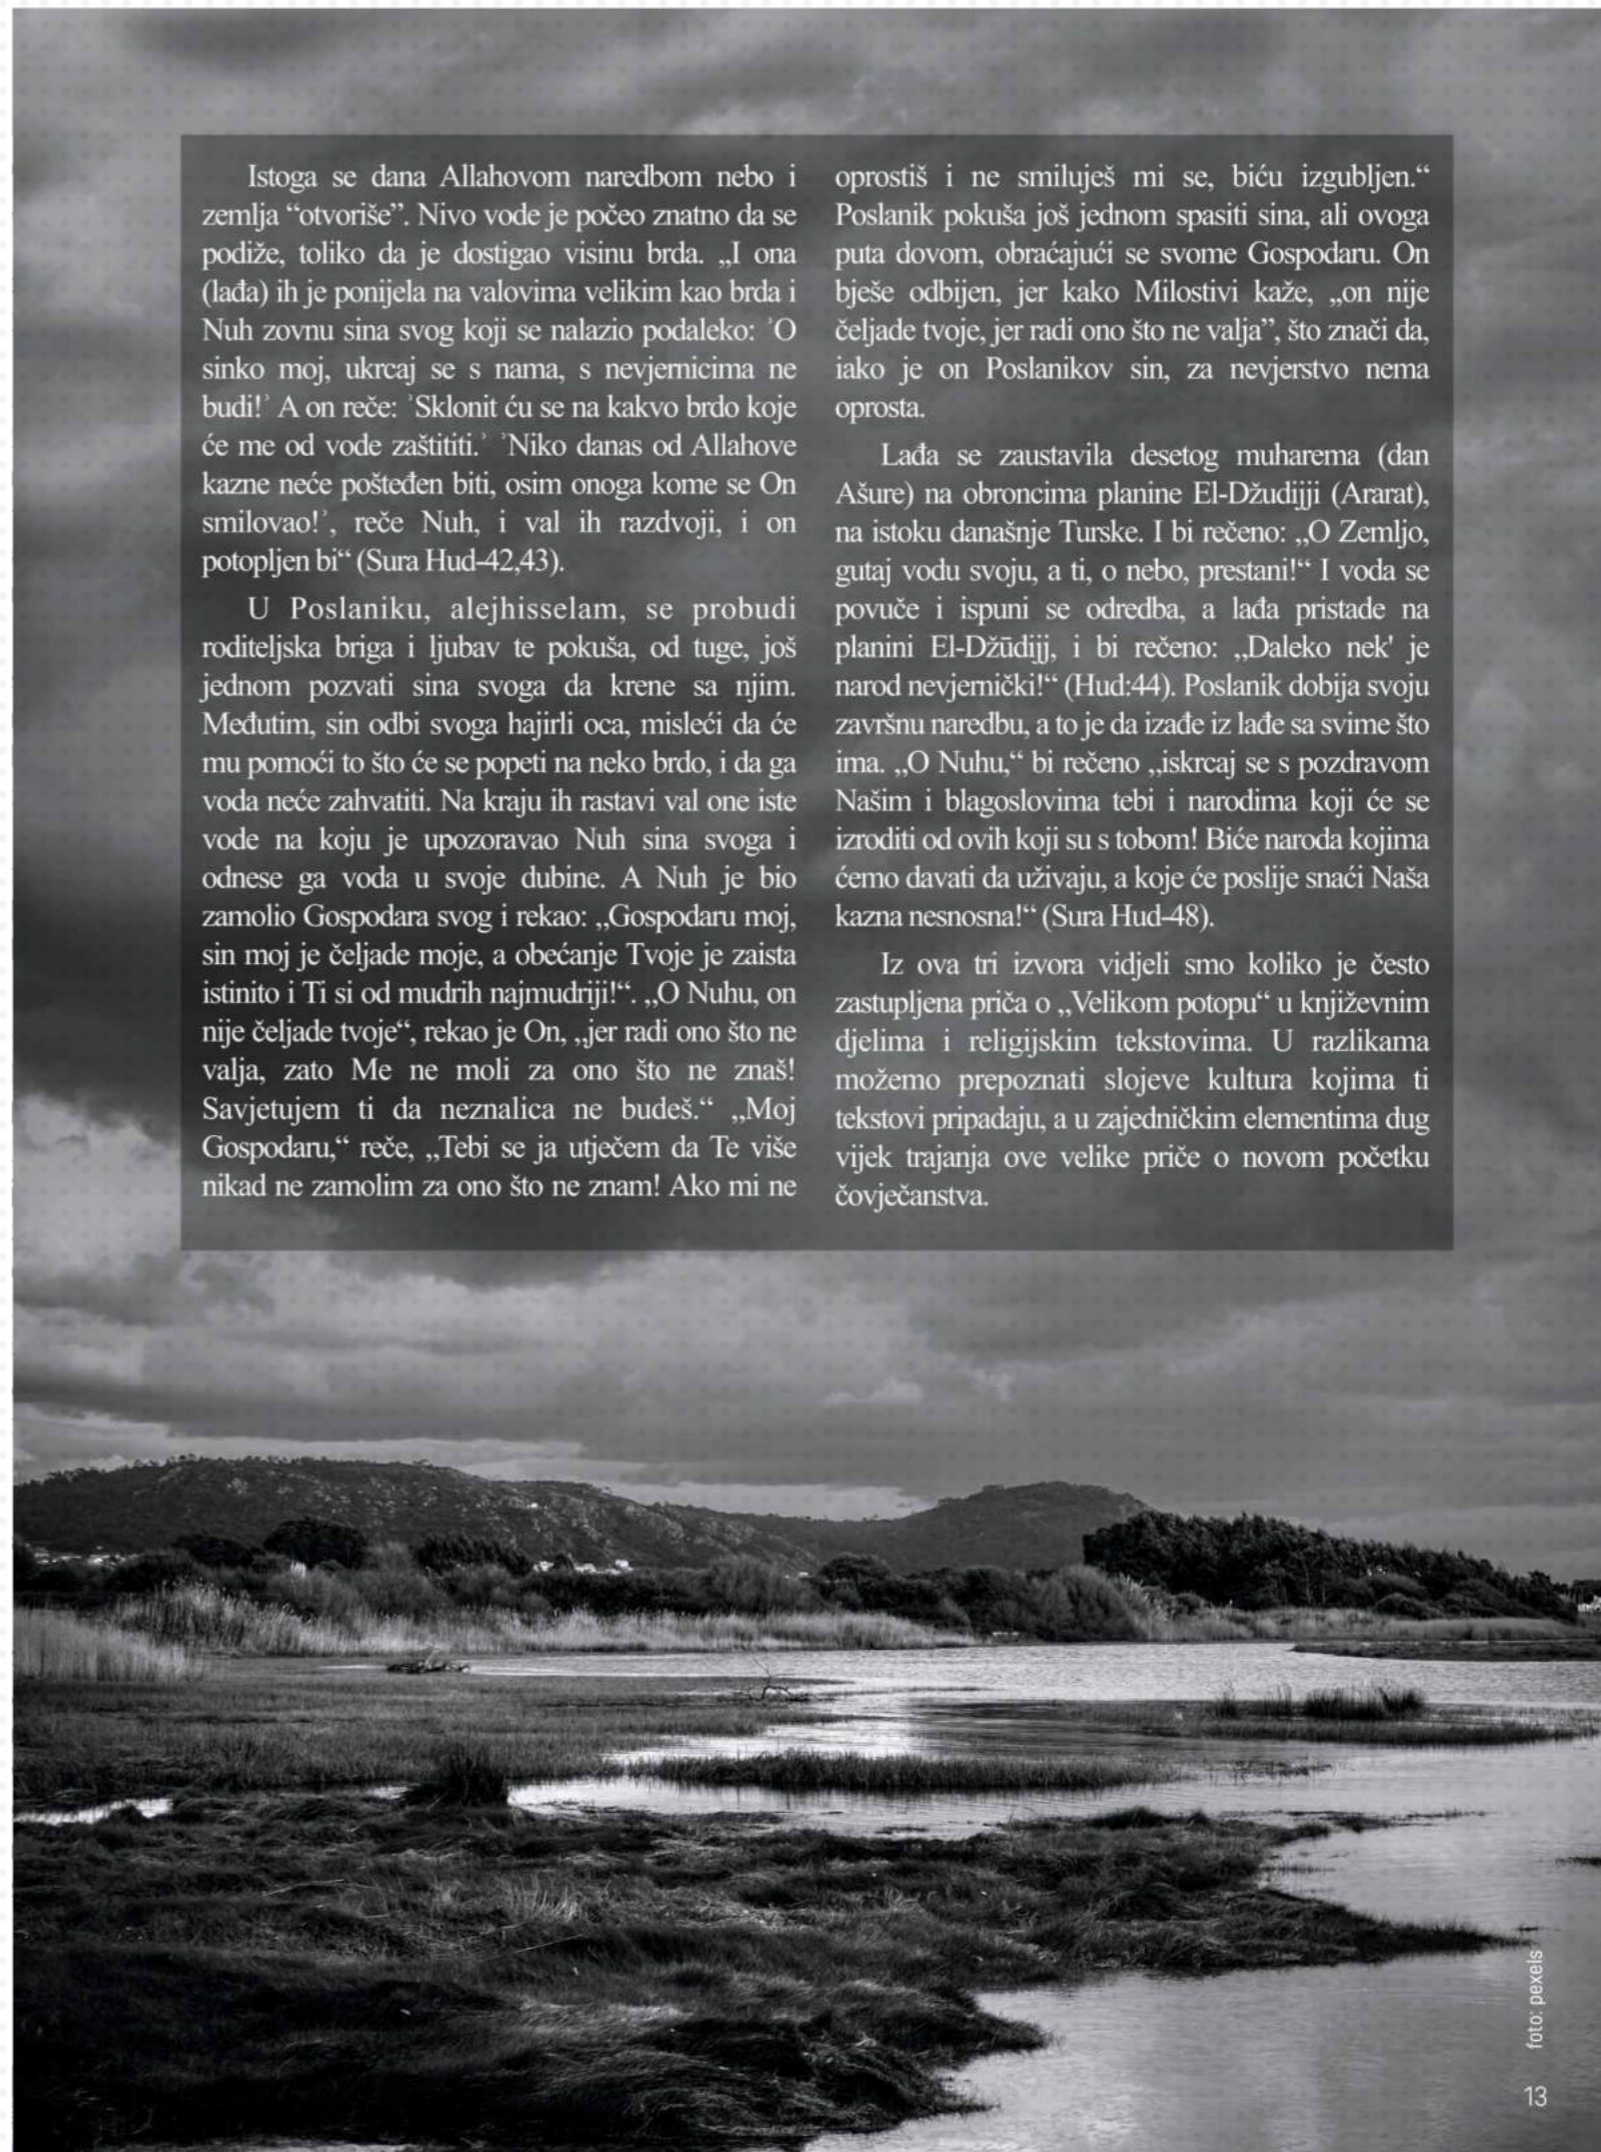 Istoga se dana Allahovom naredbom nebo i
zemlja “otvoriše”. Nivo vode je počeo znatno da se
podiže, toliko da je dostigao visinu brda. „I ona
(lađa) ih je ponijela na valovima velikim kao brda i
Nuh zovnu sina svog koji se nalazio podaleko: ʾO
sinko moj, ukrcaj se s nama, s nevjernicima ne
budi!ʾ A on reče: ʾSklonit ću se na kakvo brdo koje
će me od vode zaštititi.ʾ ʾNiko danas od Allahove
kazne neće pošteđen biti, osim onoga kome se On
smilovao!ʾ, reče Nuh, i val ih razdvoji, i on
potopljen bi“ (Sura Hud-42,43).
U Poslaniku, alejhisselam, se probudi
roditeljska briga i ljubav te pokuša, od tuge, još
jednom pozvati sina svoga da krene sa njim.
Međutim, sin odbi svoga hajirli oca, misleći da će
mu pomoći to što će se popeti na neko brdo, i da ga
voda neće zahvatiti. Na kraju ih rastavi val one iste
vode na koju je upozoravao Nuh sina svoga i
odnese ga voda u svoje dubine. A Nuh je bio
zamolio Gospodara svog i rekao: „Gospodaru moj,
sin moj je čeljade moje, a obećanje Tvoje je zaista
istinito i Ti si od mudrih najmudriji!“. „O Nuhu, on
nije čeljade tvoje“, rekao je On, „jer radi ono što ne
valja, zato Me ne moli za ono što ne znaš!
Savjetujem ti da neznalica ne budeš.“ „Moj
Gospodaru,“ reče, „Tebi se ja utječem da Te više
nikad ne zamolim za ono što ne znam! Ako mi ne
oprostiš i ne smiluješ mi se, biću izgubljen.“
Poslanik pokuša još jednom spasiti sina, ali ovoga
puta dovom, obraćajući se svome Gospodaru. On
bješe odbijen, jer kako Milostivi kaže, „on nije
čeljade tvoje, jer radi ono što ne valja”, što znači da,
iako je on Poslanikov sin, za nevjerstvo nema
oprosta.
Lađa se zaustavila desetog muharema (dan
Ašure) na obroncima planine El-Džudijji (Ararat),
na istoku današnje Turske. I bi rečeno: „O Zemljo,
gutaj vodu svoju, a ti, o nebo, prestani!“ I voda se
povuče i ispuni se odredba, a lađa pristade na
planini El-Džūdijj, i bi rečeno: „Daleko nek' je
narod nevjernički!“ (Hud:44). Poslanik dobija svoju
završnu naredbu, a to je da izađe iz lađe sa svime što
ima. „O Nuhu,“ bi rečeno „iskrcaj se s pozdravom
Našim i blagoslovima tebi i narodima koji će se
izroditi od ovih koji su s tobom! Biće naroda kojima
ćemo davati da uživaju, a koje će poslije snaći Naša
kazna nesnosna!“ (Sura Hud-48).
Iz ova tri izvora vidjeli smo koliko je često
zastupljena priča o „Velikom potopu“ u književnim
djelima i religijskim tekstovima. U razlikama
možemo prepoznati slojeve kultura kojima ti
tekstovi pripadaju, a u zajedničkim elementima dug
vijek trajanja ove velike priče o novom početku
čovječanstva.
foto: pexels
13